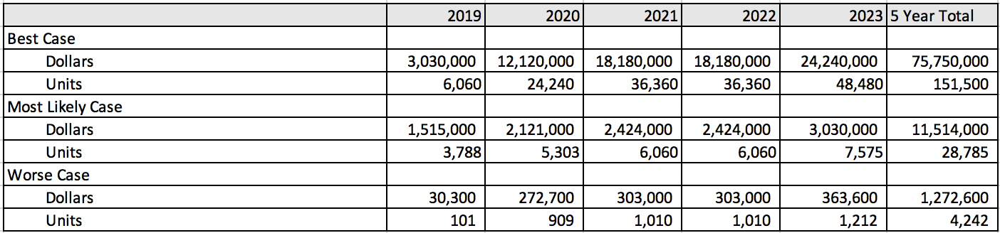 2019 2020 2021 2022 2023 5 Year Total
Best Case
Dollars 3,030,000 12,120,000 18,180,000 18,180,000 24,240,000 75,750,000
Units 6,060 24,240 36,360 36,360 48,480 151,500
Most Likely Case
Dollars 1,515,000 2,121,000 2,424,000 2,424,000 3,030,000 11,514,000
Units 3,788 5,303 6,060 6,060 7,575 28,785
Worse Case
Dollars 30,300 272,700 303,000 303,000 363,600 1,272,600
Units 101 909 1,010 1,010 1,212 4,242